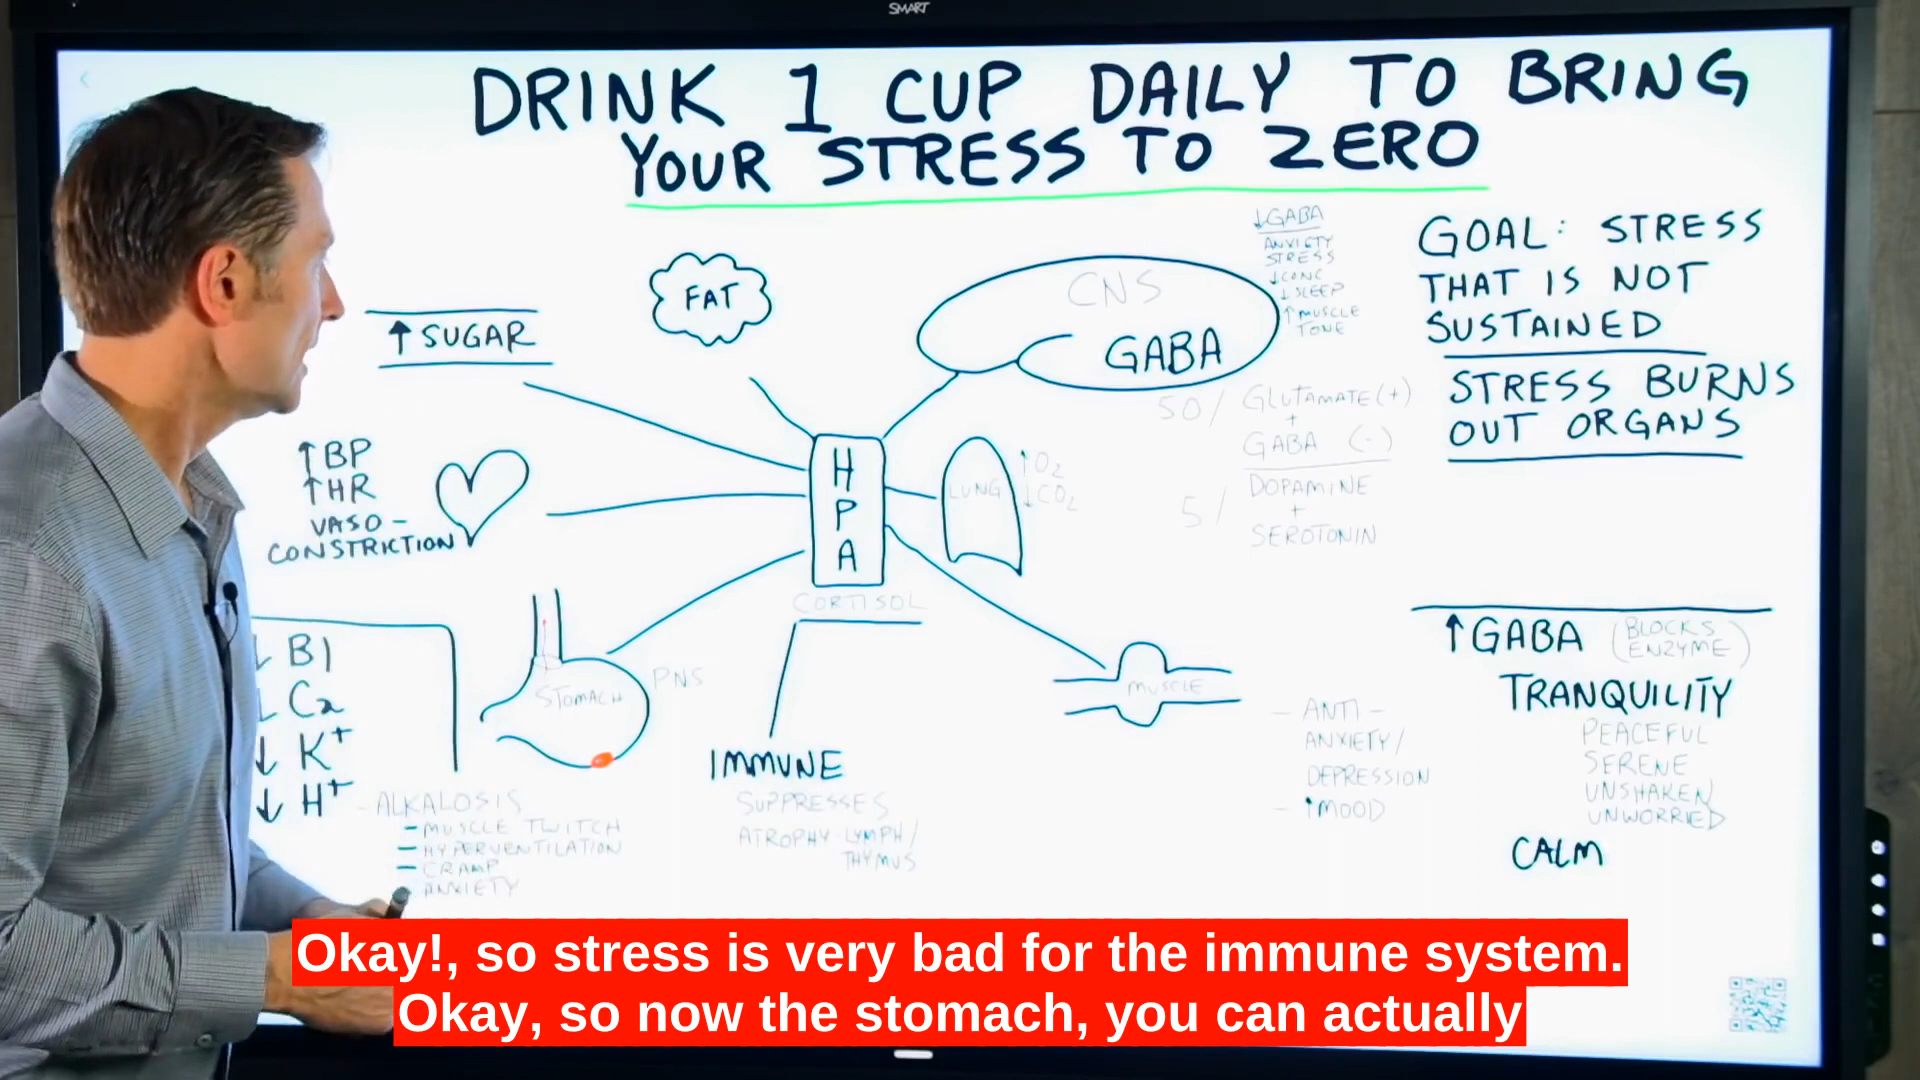 SMART
DRINK 1 CUP DAILY TO BRING
YOUR STRESS TO ZERO
↑ SUGAR
FAT
CNS
GABA
↓GABA
ANXIETY
STRESS
↓CONC
↓SLEEP
↑MUSCLE
TONE
GOAL: STRESS
THAT IS NOT
SUSTAINED
STRESS BURNS
OUT ORGANS
50/ GLUTAMATE(+)
+
GABA (-)
5/ DOPAMINE
+
SEROTONIN
↑BP
↑HR
VASO-
CONSTRICTION
H
P
A
CORTISOL
LUNG
↑O₂
↓CO₂
↓ B1
↓ Ca
↓ K+
↓ H+
STOMACH
PNS
MUSCLE
IMMUNE
SUPPRESSES
ATROPHY LYMPH/
THYMUS
- ALKALOSIS
- MUSCLE TWITCH
- HYPERVENTILATION
- CRAMP
ANXIETY
- ANTI-
ANXIETY/
DEPRESSION
- ↑MOOD
↑GABA (BLOCKS
ENZYME)
TRANQUILITY
PEACEFUL
SERENE
UNSHAKEN
UNWORRIED
CALM
Okay!, so stress is very bad for the immune system.
Okay, so now the stomach, you can actually